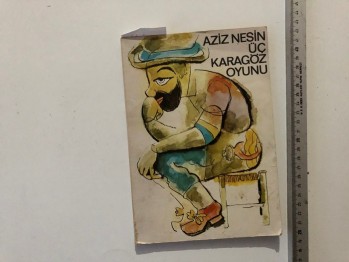 AZİZ NESİN
ÜÇ
KARAGÖZ
OYUNU